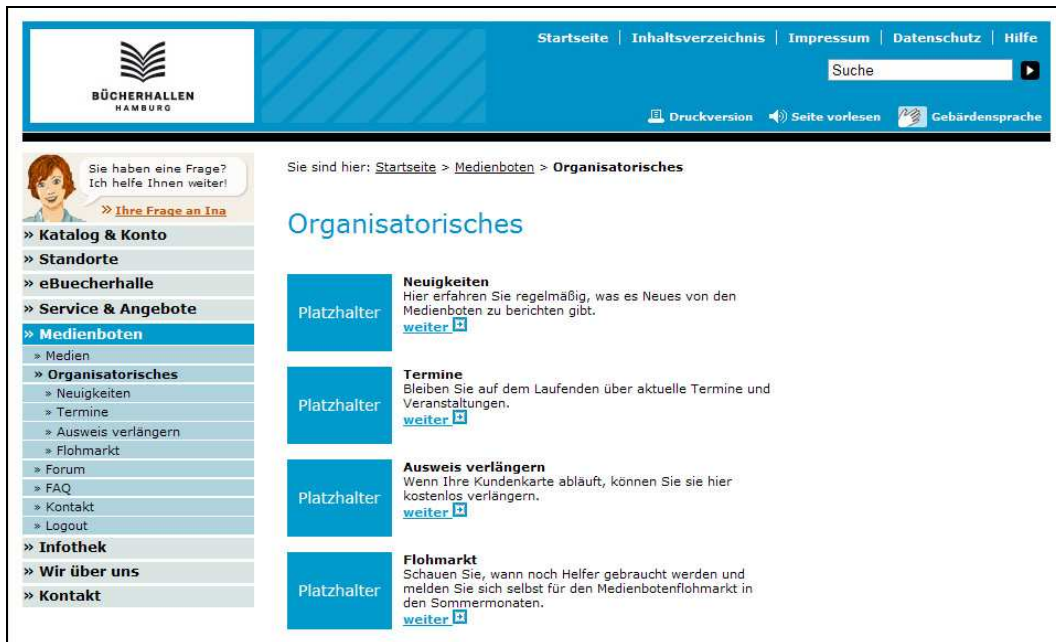 BÜCHERHALLEN
HAMBURG
Startseite | Inhaltsverzeichnis | Impressum | Datenschutz | Hilfe
Suche
Druckversion Seite vorlesen Gebärdensprache
Sie haben eine Frage?
Ich helfe Ihnen weiter!
» Ihre Frage an Ina
» Katalog & Konto
» Standorte
» eBuecherhalle
» Service & Angebote
» Medienboten
» Medien
» Organisatorisches
» Neuigkeiten
» Termine
» Ausweis verlängern
» Flohmarkt
» Forum
» FAQ
» Kontakt
» Logout
» Infothek
» Wir über uns
» Kontakt
Sie sind hier: Startseite > Medienboten > Organisatorisches
Organisatorisches
Platzhalter
Neuigkeiten
Hier erfahren Sie regelmäßig, was es Neues von den
Medienboten zu berichten gibt.
weiter
Platzhalter
Termine
Bleiben Sie auf dem Laufenden über aktuelle Termine und
Veranstaltungen.
weiter
Platzhalter
Ausweis verlängern
Wenn Ihre Kundenkarte abläuft, können Sie sie hier
kostenlos verlängern.
weiter
Platzhalter
Flohmarkt
Schauen Sie, wann noch Helfer gebraucht werden und
melden Sie sich selbst für den Medienbotenflohmarkt in
den Sommermonaten.
weiter